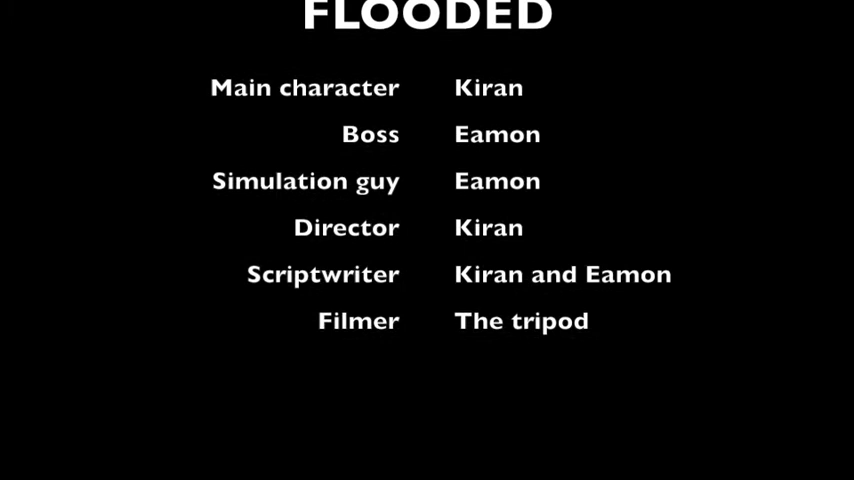 FLOODED
Main character Kiran
Boss Eamon
Simulation guy Eamon
Director Kiran
Scriptwriter Kiran and Eamon
Filmer The tripod